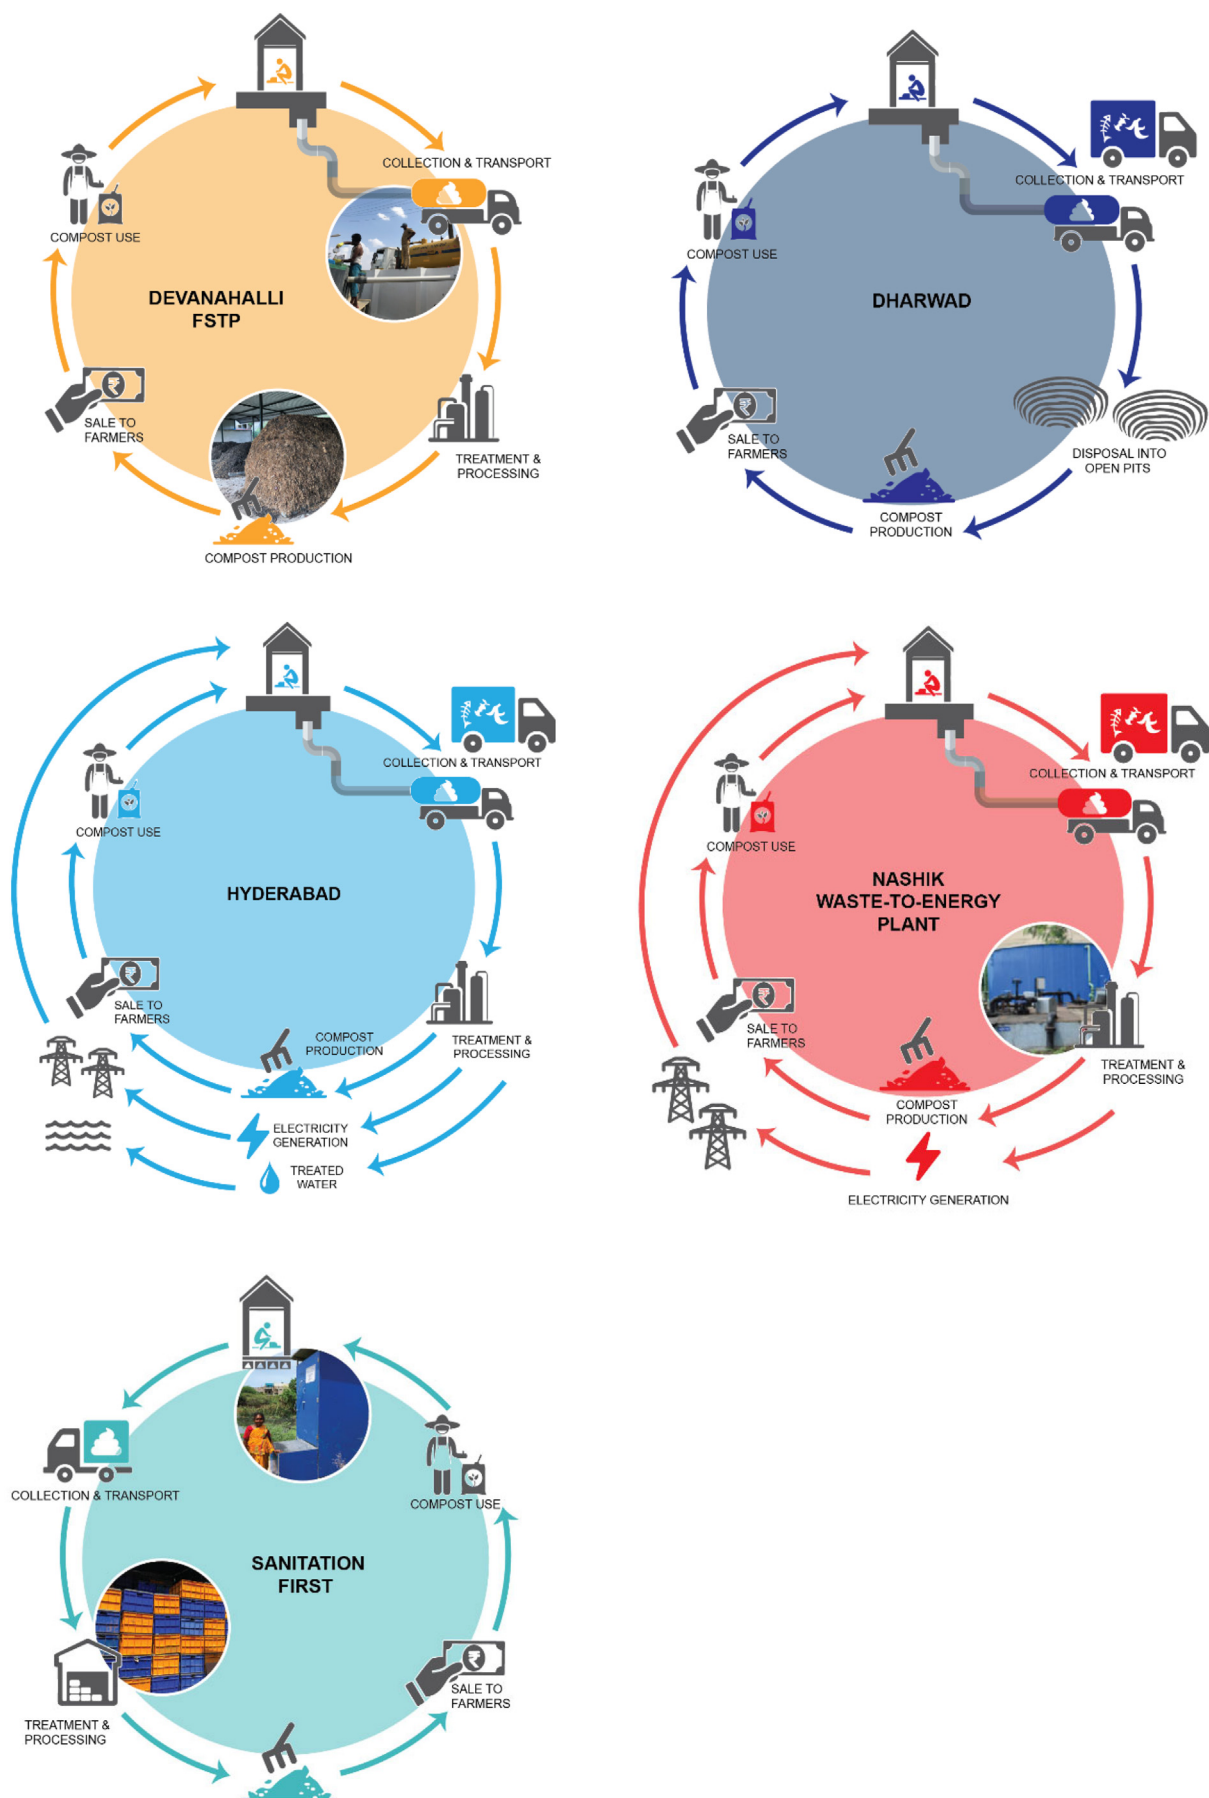 COLLECTION & TRANSPORT
COMPOST USE
DEVANAHALLI
FSTP
SALE TO
FARMERS
TREATMENT &
PROCESSING
COMPOST PRODUCTION
COLLECTION & TRANSPORT
COMPOST USE
DHARWAD
SALE TO
FARMERS
DISPOSAL INTO
OPEN PITS
COMPOST
PRODUCTION
COLLECTION & TRANSPORT
COMPOST USE
HYDERABAD
SALE TO
FARMERS
COMPOST
PRODUCTION
TREATMENT &
PROCESSING
ELECTRICITY
GENERATION
TREATED
WATER
COLLECTION & TRANSPORT
COMPOST USE
NASHIK
WASTE-TO-ENERGY
PLANT
SALE TO
FARMERS
TREATMENT &
PROCESSING
COMPOST
PRODUCTION
ELECTRICITY GENERATION
COLLECTION & TRANSPORT
COMPOST USE
SANITATION
FIRST
SALE TO
FARMERS
TREATMENT &
PROCESSING